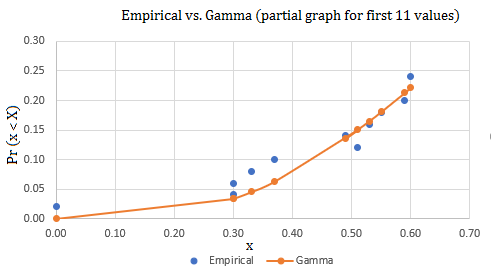 Empirical vs. Gamma (partial graph for first 11 values)
0.30
0.25
0.20
0.15
0.10
0.05
0.00
Pr (x < X)
0.00 0.10 0.20 0.30 0.40 0.50 0.60 0.70
x
Empirical Gamma